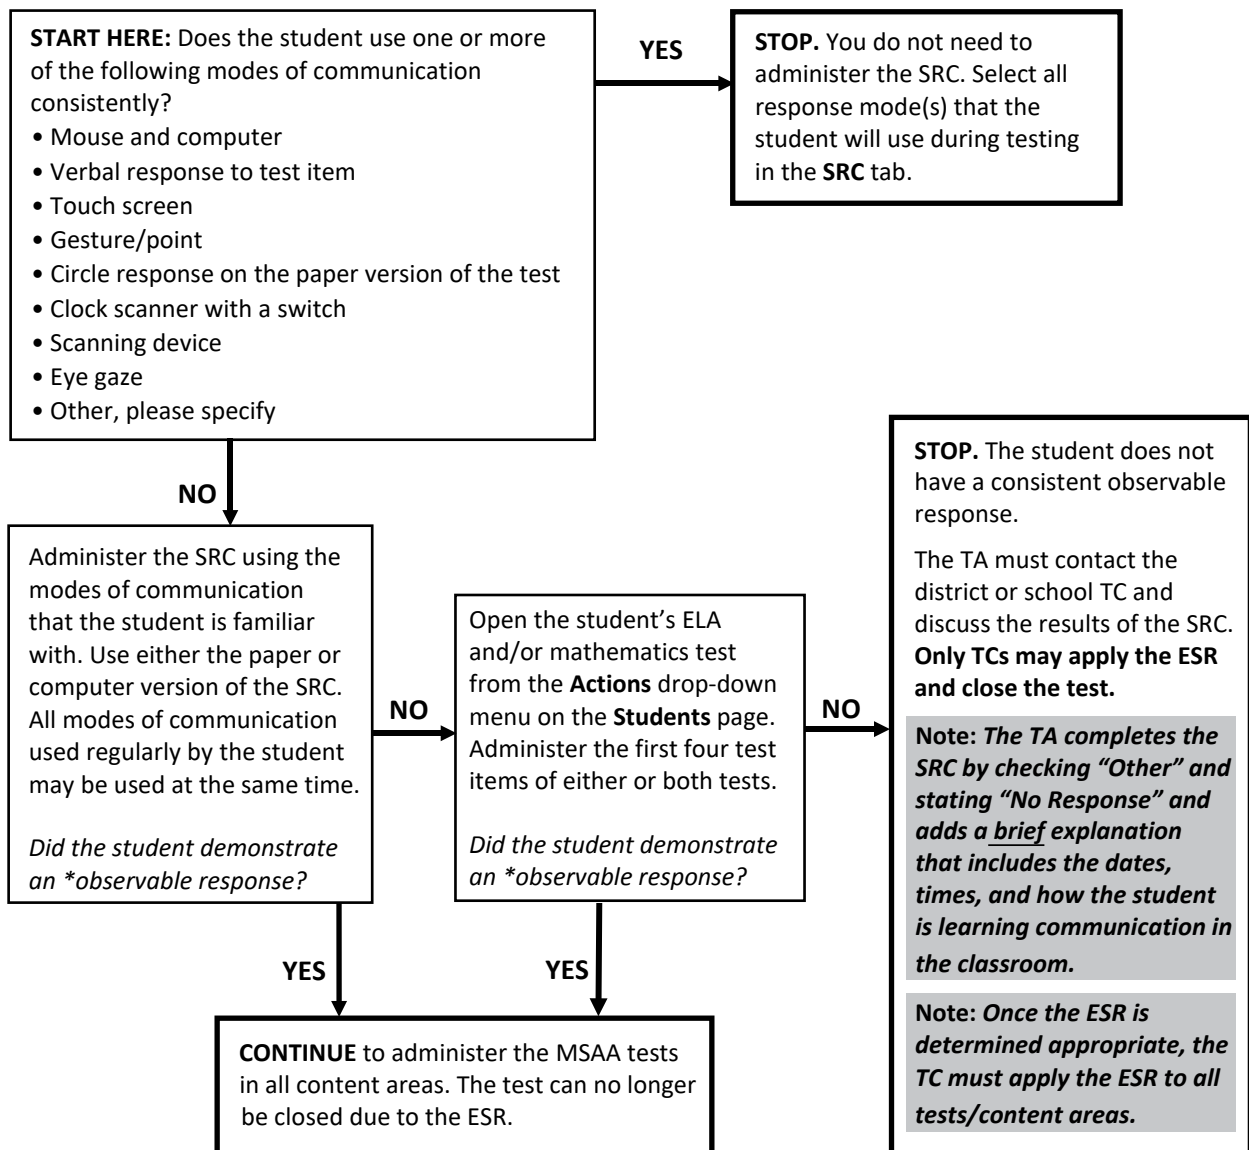 START HERE: Does the student use one or more
of the following modes of communication
consistently?
• Mouse and computer
• Verbal response to test item
• Touch screen
• Gesture/point
• Circle response on the paper version of the test
• Clock scanner with a switch
• Scanning device
• Eye gaze
• Other, please specify
YES
STOP. You do not need to
administer the SRC. Select all
response mode(s) that the
student will use during testing
in the SRC tab.
NO
Administer the SRC using the
modes of communication
that the student is familiar
with. Use either the paper or
computer version of the SRC.
All modes of communication
used regularly by the student
may be used at the same time.
Did the student demonstrate
an *observable response?
NO
Open the student’s ELA
and/or mathematics test
from the Actions drop-down
menu on the Students page.
Administer the first four test
items of either or both tests.
Did the student demonstrate
an *observable response?
NO
STOP. The student does not
have a consistent observable
response.
The TA must contact the
district or school TC and
discuss the results of the SRC.
Only TCs may apply the ESR
and close the test.
Note: The TA completes the
SRC by checking “Other” and
stating “No Response” and
adds a brief explanation
that includes the dates,
times, and how the student
is learning communication in
the classroom.
Note: Once the ESR is
determined appropriate, the
TC must apply the ESR to all
tests/content areas.
YES
YES
CONTINUE to administer the MSAA tests
in all content areas. The test can no longer
be closed due to the ESR.